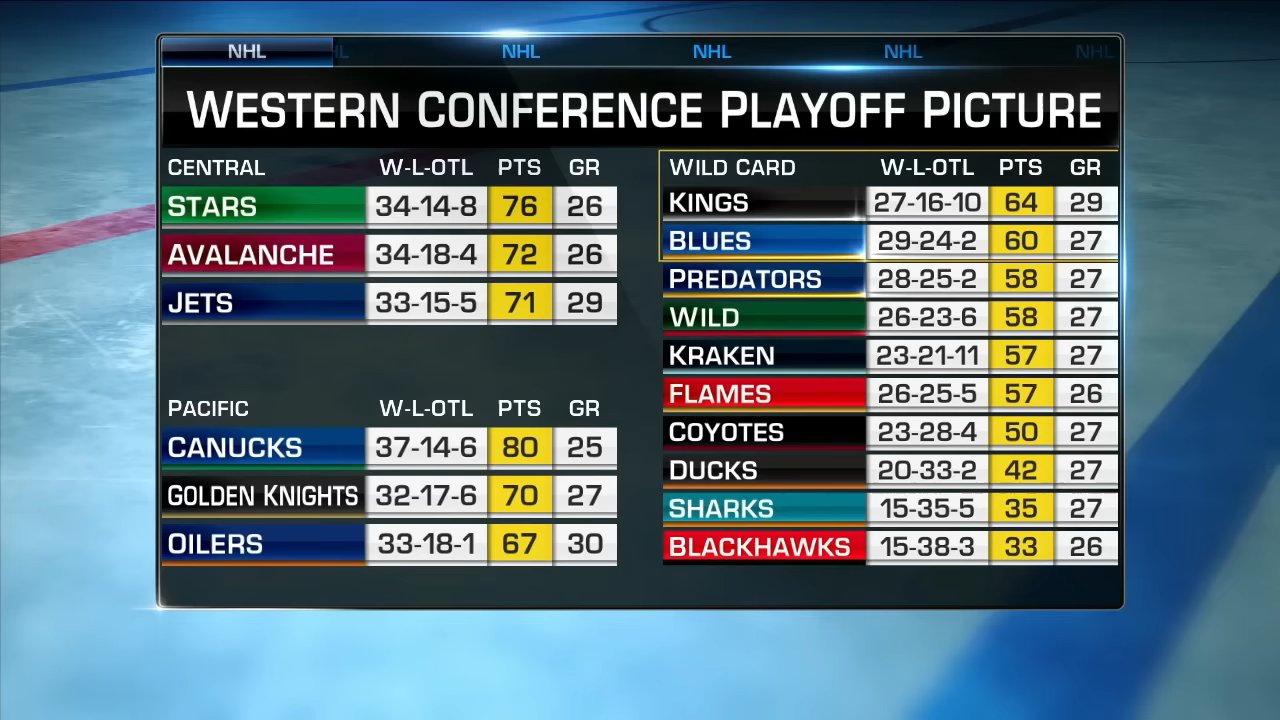 NHL NHL NHL NHL NHL
WESTERN CONFERENCE PLAYOFF PICTURE
CENTRAL W-L-OTL PTS GR
STARS 34-14-8 76 26
AVALANCHE 34-18-4 72 26
JETS 33-15-5 71 29
PACIFIC W-L-OTL PTS GR
CANUCKS 37-14-6 80 25
GOLDEN KNIGHTS 32-17-6 70 27
OILERS 33-18-1 67 30
WILD CARD W-L-OTL PTS GR
KINGS 27-16-10 64 29
BLUES 29-24-2 60 27
PREDATORS 28-25-2 58 27
WILD 26-23-6 58 27
KRAKEN 23-21-11 57 27
FLAMES 26-25-5 57 26
COYOTES 23-28-4 50 27
DUCKS 20-33-2 42 27
SHARKS 15-35-5 35 27
BLACKHAWKS 15-38-3 33 26